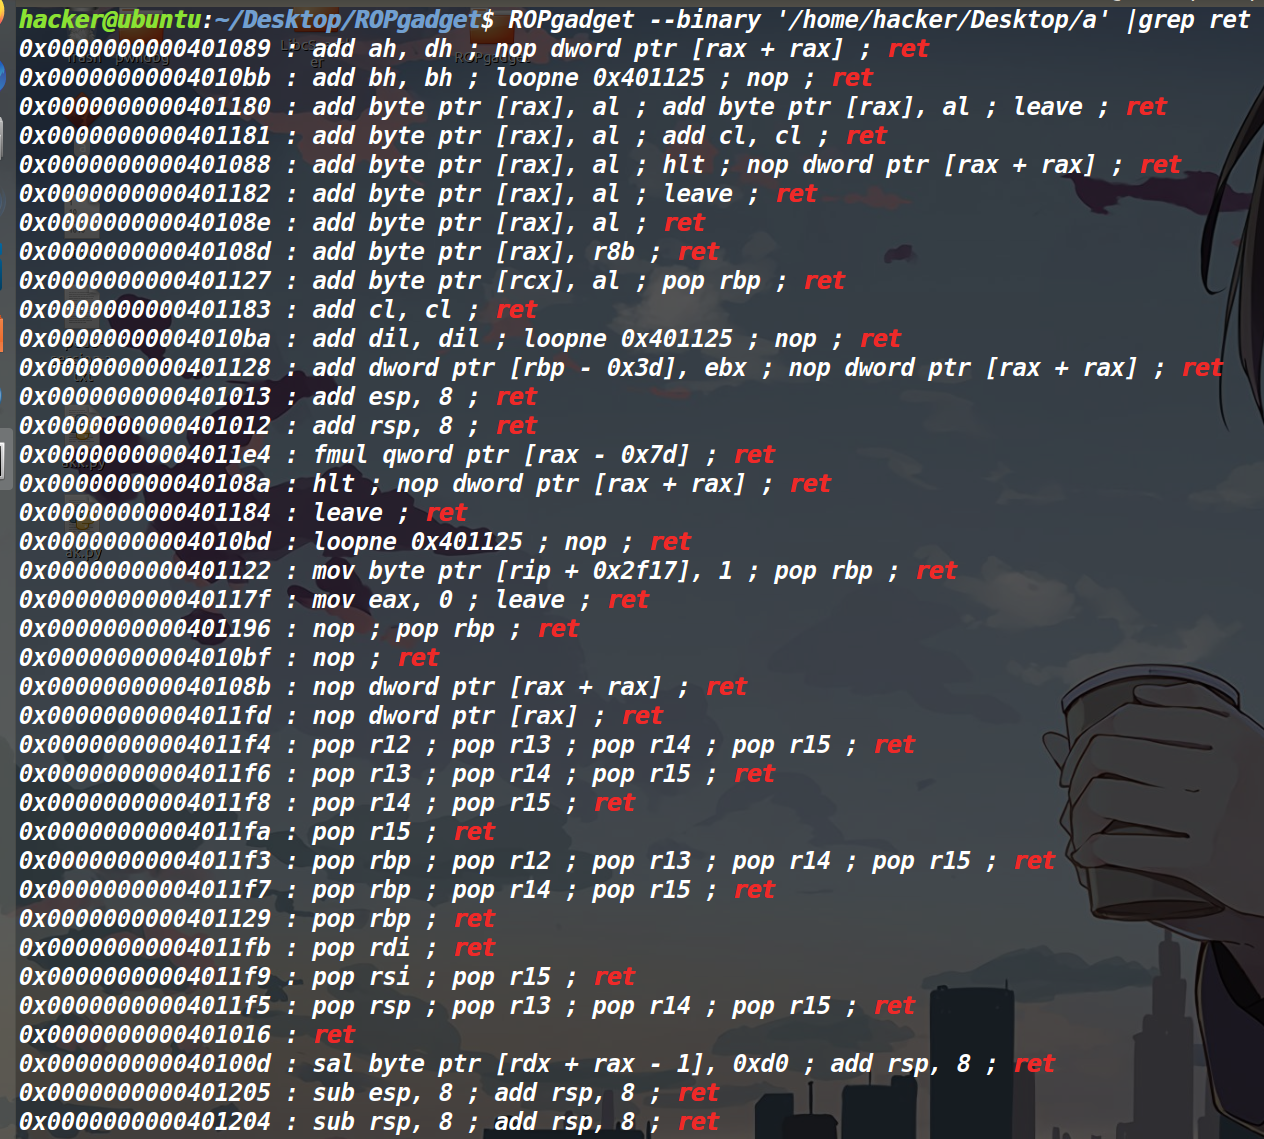 hacker@ubuntu:~/Desktop/ROPgadget$ ROPgadget --binary '/home/hacker/Desktop/a' |grep ret
0x0000000000401089 : add ah, dh ; nop dword ptr [rax + rax] ; ret
0x00000000004010bb : add bh, bh ; loopne 0x401125 ; nop ; ret
0x0000000000401180 : add byte ptr [rax], al ; add byte ptr [rax], al ; leave ; ret
0x0000000000401181 : add byte ptr [rax], al ; add cl, cl ; ret
0x0000000000401088 : add byte ptr [rax], al ; hlt ; nop dword ptr [rax + rax] ; ret
0x0000000000401182 : add byte ptr [rax], al ; leave ; ret
0x000000000040108e : add byte ptr [rax], al ; ret
0x000000000040108d : add byte ptr [rax], r8b ; ret
0x0000000000401127 : add byte ptr [rcx], al ; pop rbp ; ret
0x0000000000401183 : add cl, cl ; ret
0x00000000004010ba : add dil, dil ; loopne 0x401125 ; nop ; ret
0x0000000000401128 : add dword ptr [rbp - 0x3d], ebx ; nop dword ptr [rax + rax] ; ret
0x0000000000401013 : add esp, 8 ; ret
0x0000000000401012 : add rsp, 8 ; ret
0x00000000004011e4 : fmul qword ptr [rax - 0x7d] ; ret
0x000000000040108a : hlt ; nop dword ptr [rax + rax] ; ret
0x0000000000401184 : leave ; ret
0x00000000004010bd : loopne 0x401125 ; nop ; ret
0x0000000000401122 : mov byte ptr [rip + 0x2f17], 1 ; pop rbp ; ret
0x000000000040117f : mov eax, 0 ; leave ; ret
0x0000000000401196 : nop ; pop rbp ; ret
0x00000000004010bf : nop ; ret
0x000000000040108b : nop dword ptr [rax + rax] ; ret
0x00000000004011fd : nop dword ptr [rax] ; ret
0x00000000004011f4 : pop r12 ; pop r13 ; pop r14 ; pop r15 ; ret
0x00000000004011f6 : pop r13 ; pop r14 ; pop r15 ; ret
0x00000000004011f8 : pop r14 ; pop r15 ; ret
0x00000000004011fa : pop r15 ; ret
0x00000000004011f3 : pop rbp ; pop r12 ; pop r13 ; pop r14 ; pop r15 ; ret
0x00000000004011f7 : pop rbp ; pop r14 ; pop r15 ; ret
0x0000000000401129 : pop rbp ; ret
0x00000000004011fb : pop rdi ; ret
0x00000000004011f9 : pop rsi ; pop r15 ; ret
0x00000000004011f5 : pop rsp ; pop r13 ; pop r14 ; pop r15 ; ret
0x0000000000401016 : ret
0x000000000040100d : sal byte ptr [rdx + rax - 1], 0xd0 ; add rsp, 8 ; ret
0x0000000000401205 : sub esp, 8 ; add rsp, 8 ; ret
0x0000000000401204 : sub rsp, 8 ; add rsp, 8 ; ret